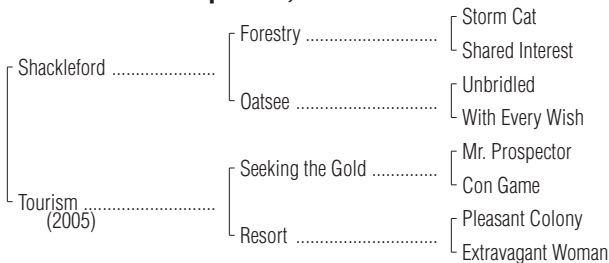 Storm Cat
Forestry ..............................
Shared Interest
Shackleford ........................
Unbridled
Oatsee ................................
With Every Wish
Mr. Prospector
Seeking the Gold ...............
Con Game
Tourism ..............................
(2005)
Pleasant Colony
Resort .................................
Extravagant Woman